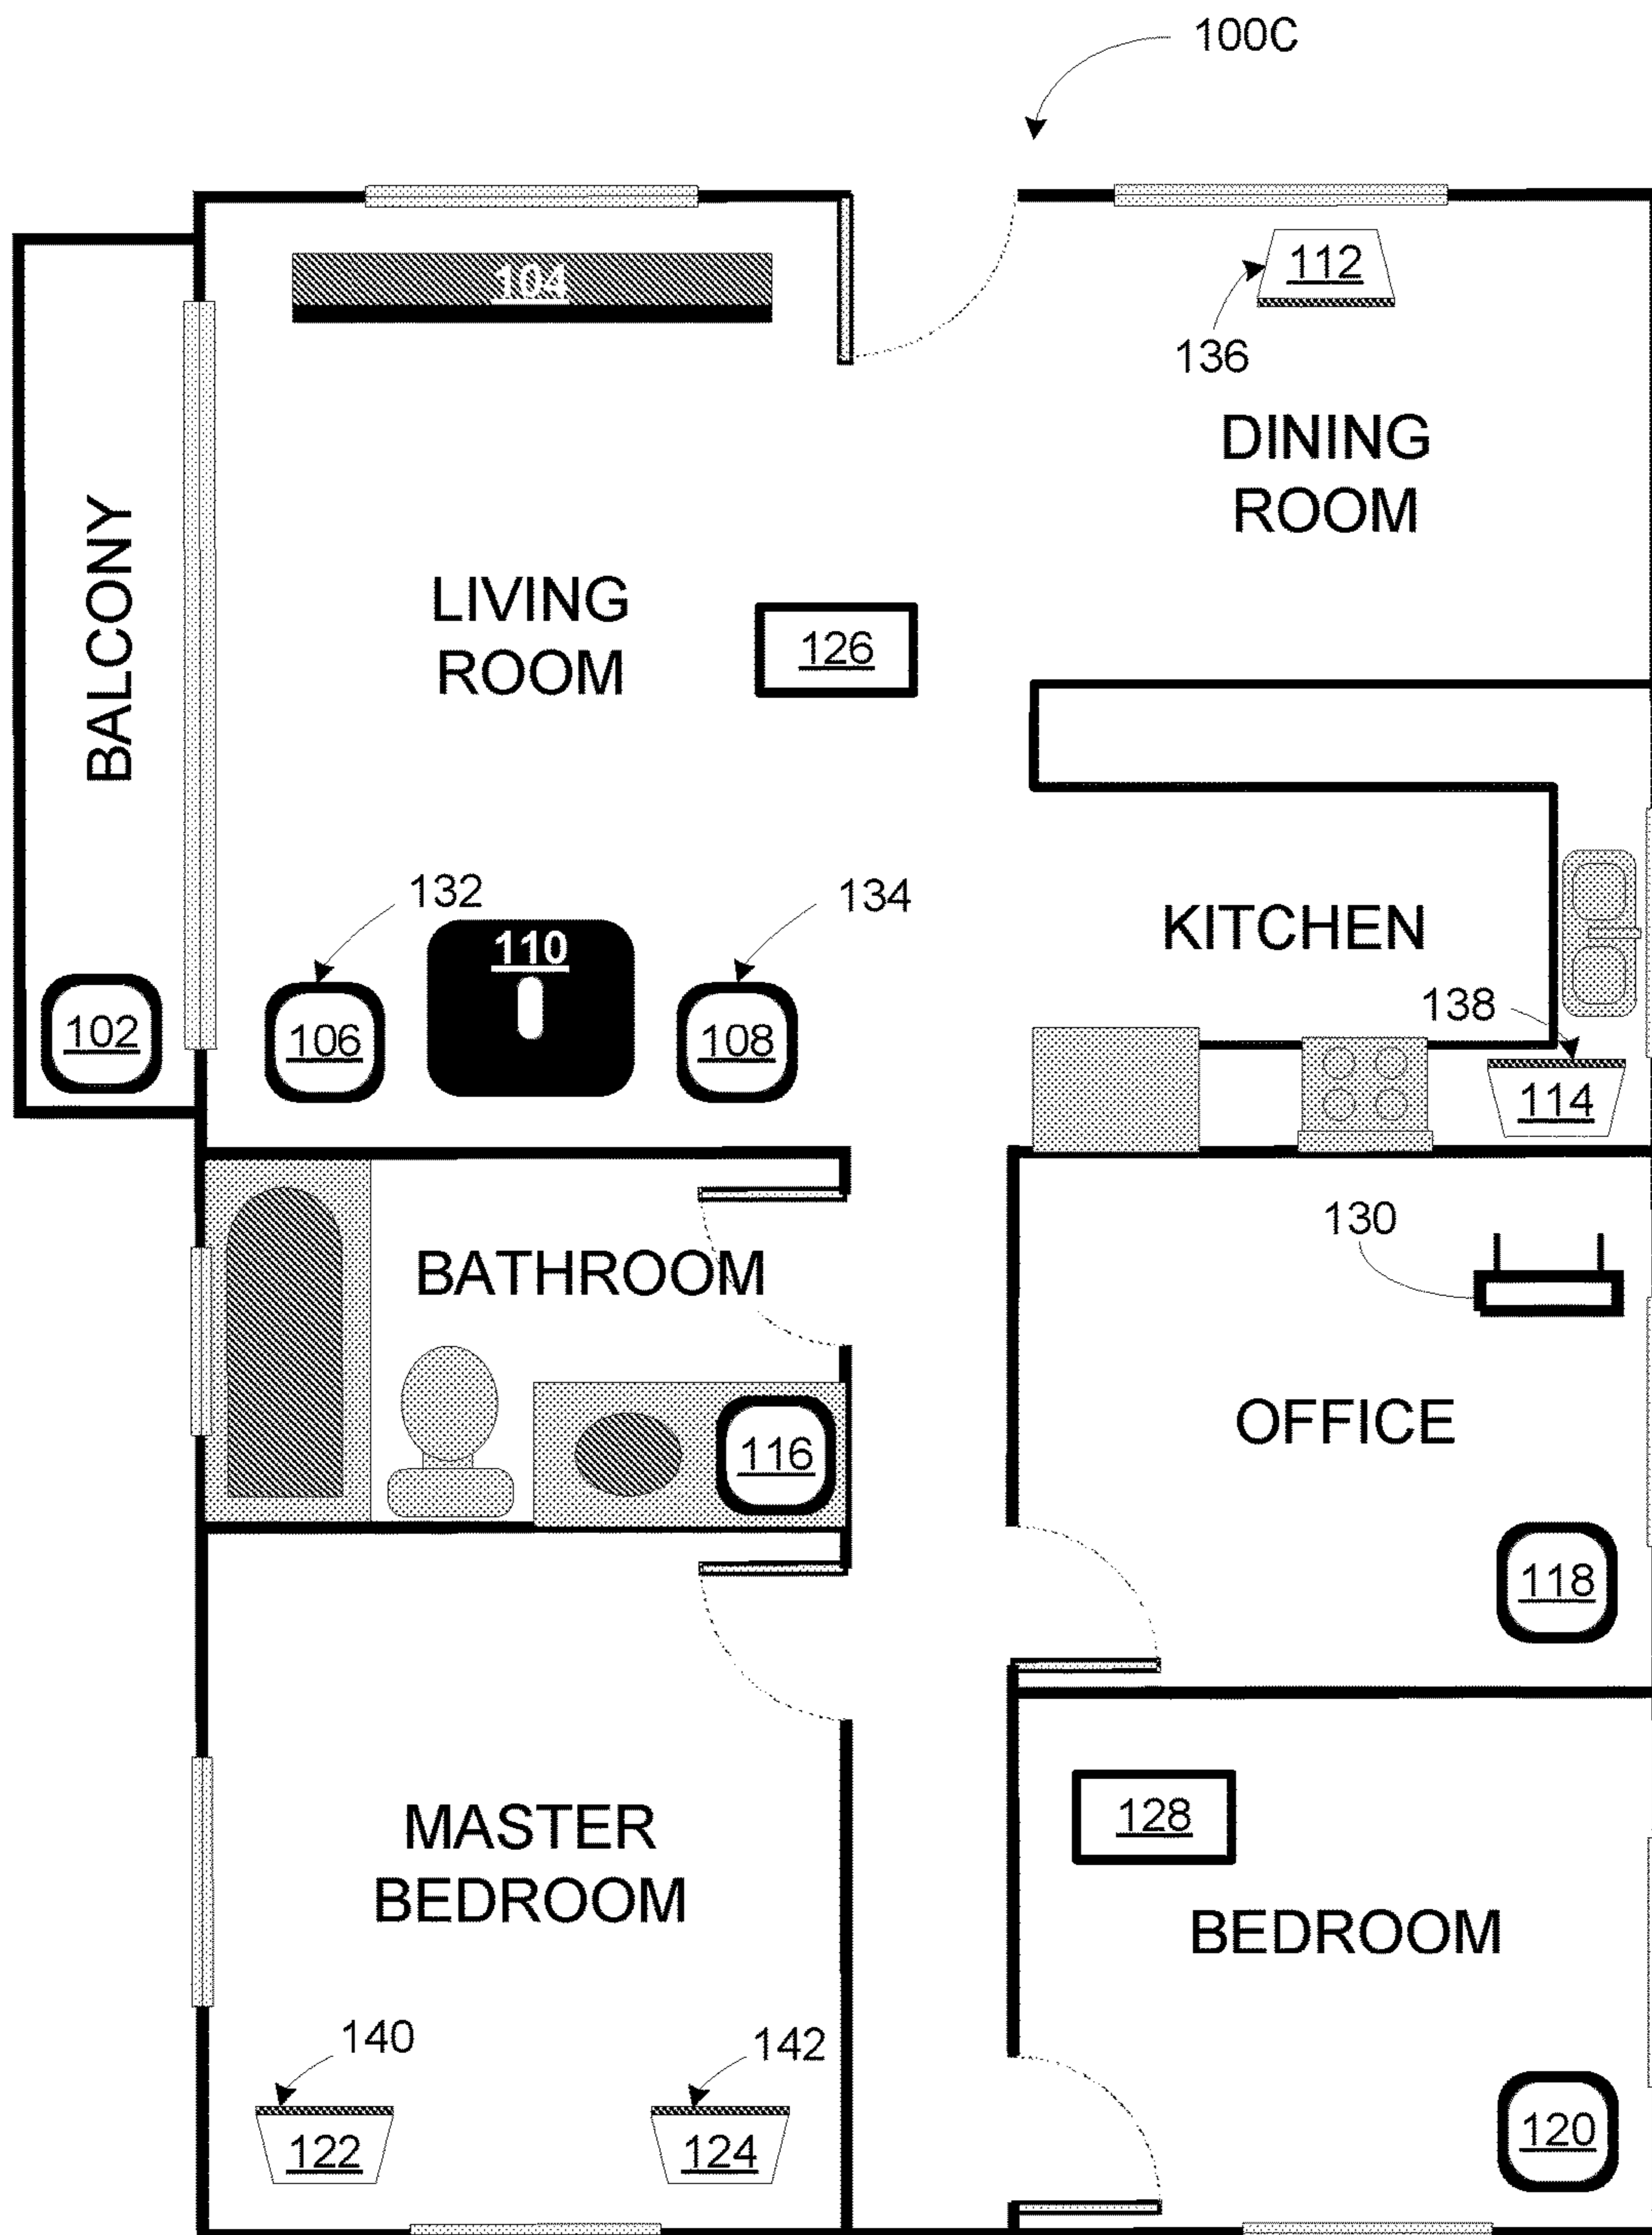 100C
104
112
136
DINING
ROOM
BALCONY
LIVING
ROOM
126
132
134
110
KITCHEN
102
106
108
138
114
130
BATHROOM
OFFICE
116
118
128
MASTER
BEDROOM
BEDROOM
140
142
122
124
120